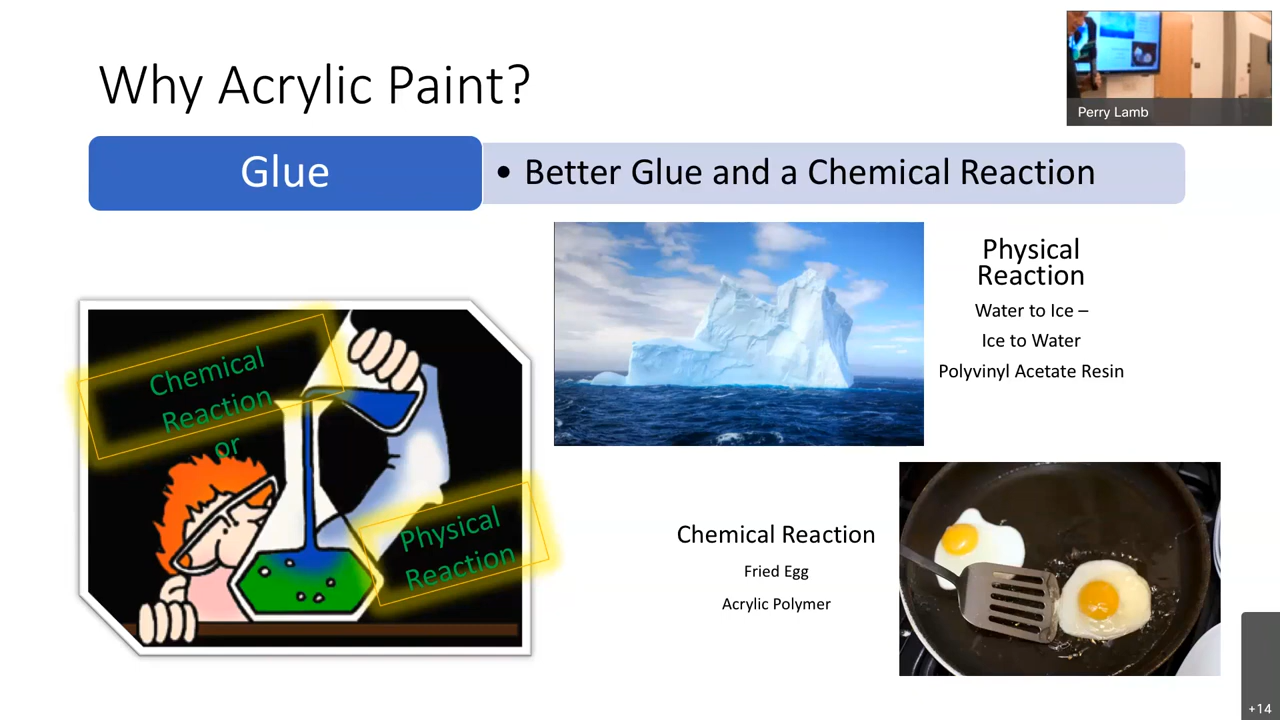 Why Acrylic Paint?
Perry Lamb
Glue
• Better Glue and a Chemical Reaction
Physical
Reaction
Water to Ice –
Ice to Water
Polyvinyl Acetate Resin
Chemical
Reaction
or
Physical
Reaction
Chemical Reaction
Fried Egg
Acrylic Polymer
+14